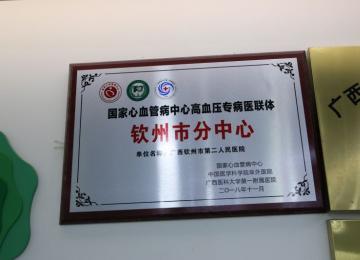 国家心血管病中心高血压专病医联体
钦州市分中心
单位名称：广西钦州市第二人民医院
国家心血管病中心
中国医学科学院阜外医院
广西医科大学第一附属医院
二〇一八年十一月
广西